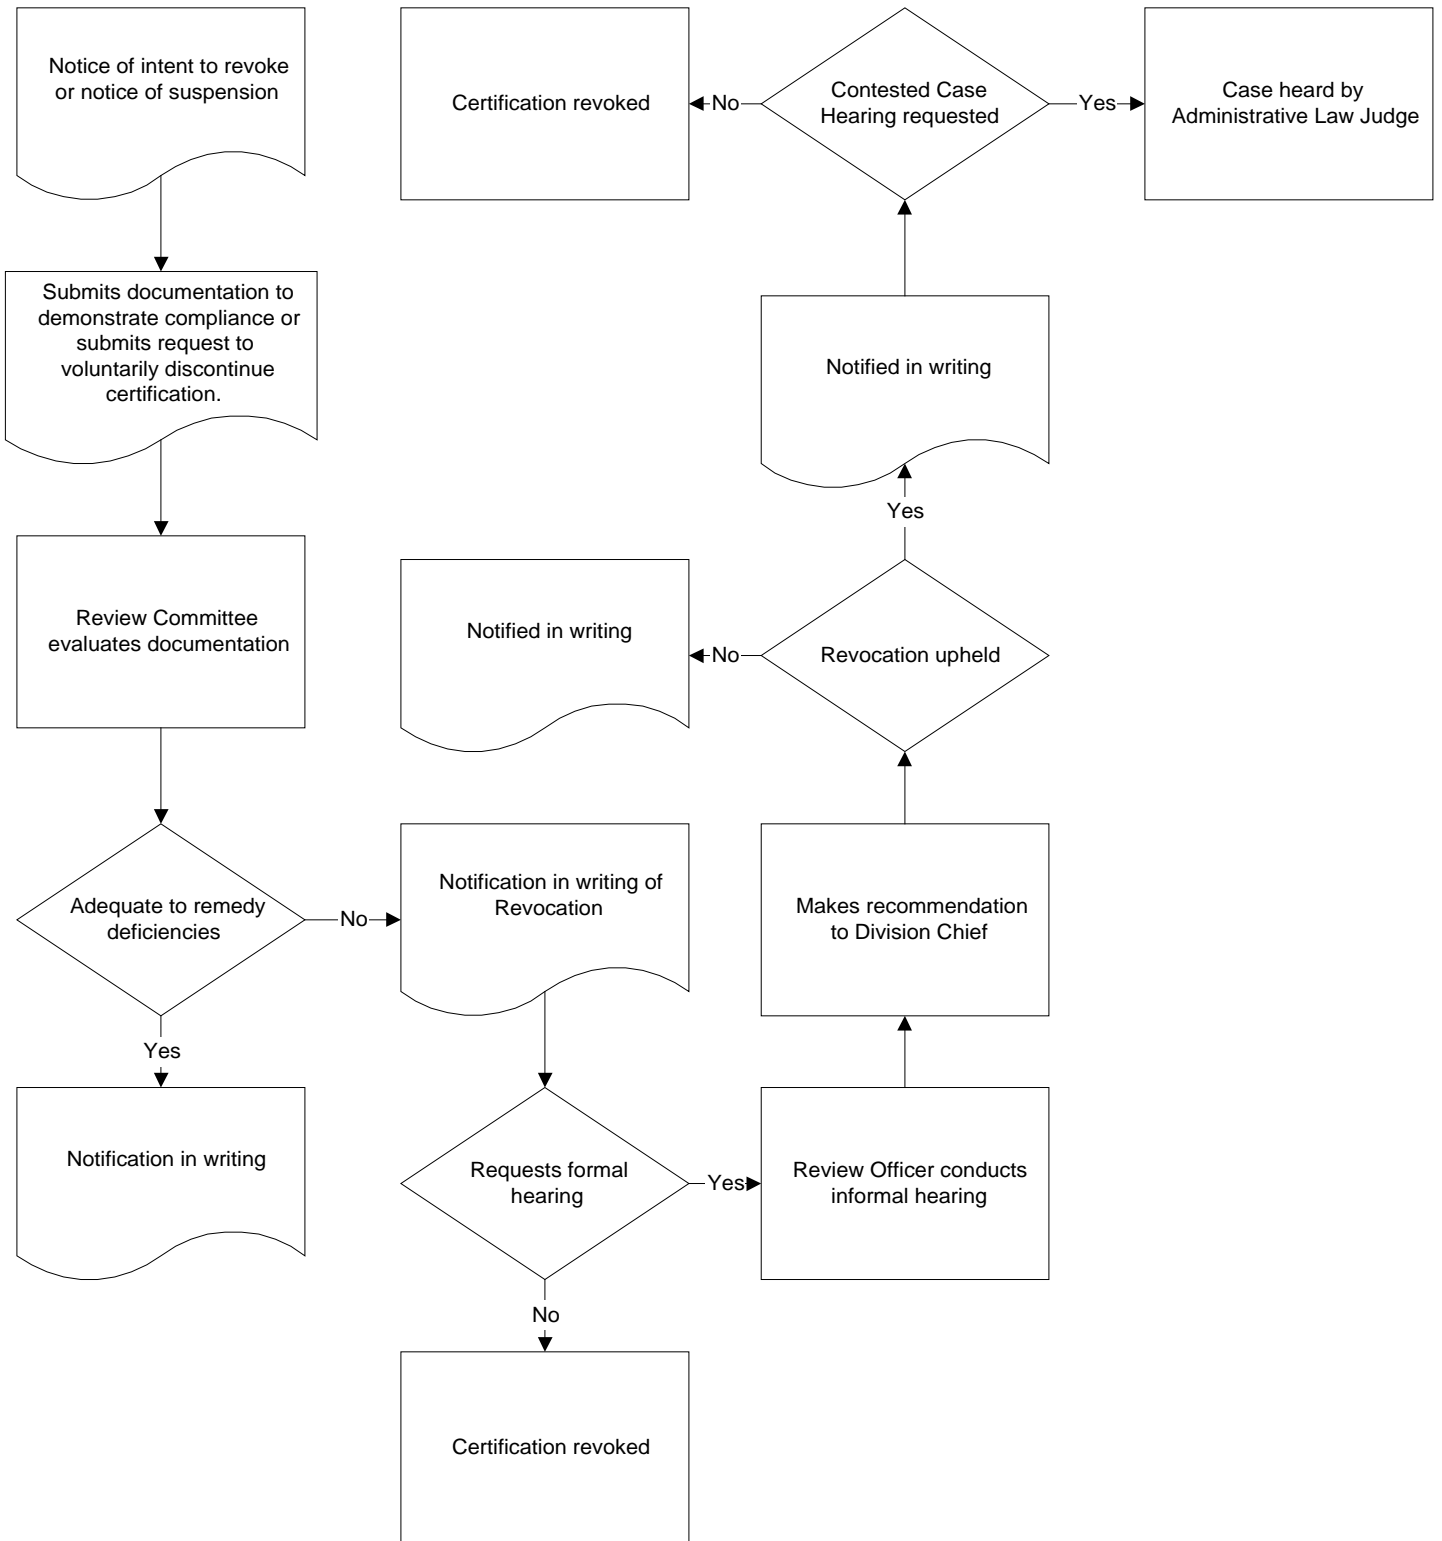 Notice of intent to revoke
or notice of suspension
Submits documentation to
demonstrate compliance or
submits request to
voluntarily discontinue
certification.
Review Committee
evaluates documentation
Adequate to remedy
deficiencies
No
Yes
Notification in writing
Notification in writing of
Revocation
Requests formal
hearing
Yes
No
Certification revoked
Review Officer conducts
informal hearing
Makes recommendation
to Division Chief
Revocation upheld
No
Notified in writing
Yes
Notified in writing
Contested Case
Hearing requested
No
Certification revoked
Yes
Case heard by
Administrative Law Judge